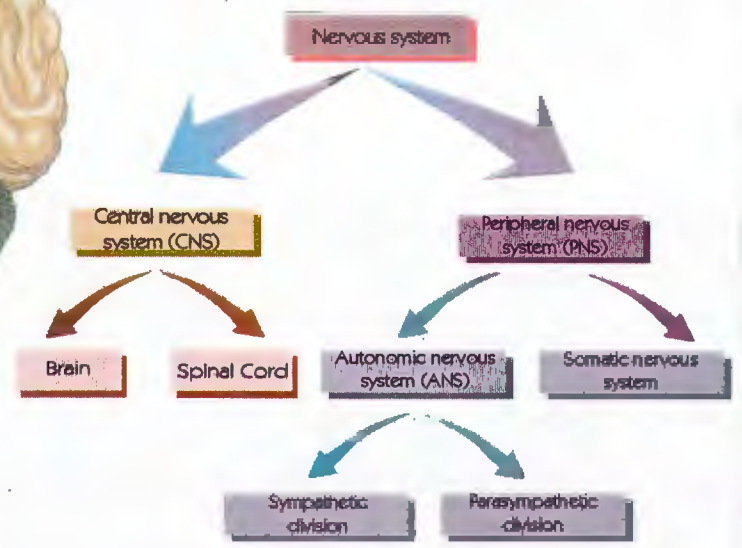 Nervous system
Central nervous
system (CNS)
Peripheral nervous
system (PNS)
Brain
Spinal Cord
Autonomic nervous
system (ANS)
Somatic nervous
system
Sympathetic
division
Parasympathetic
division